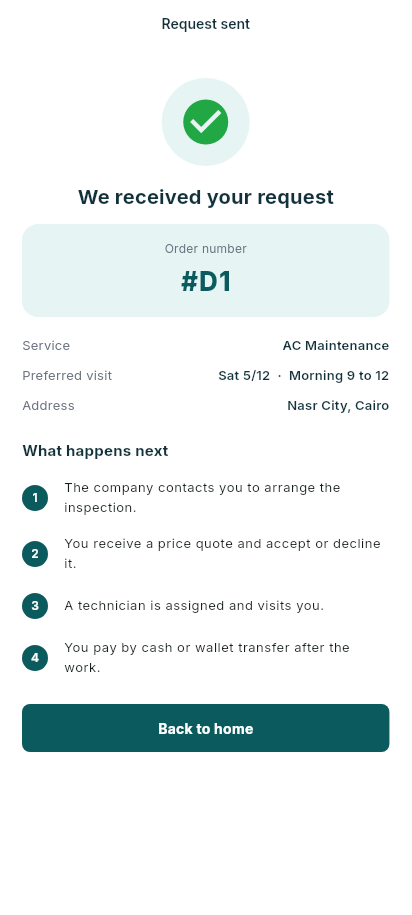 Request sent
We received your request
Order number
#D1
Service AC Maintenance
Preferred visit Sat 5/12 · Morning 9 to 12
Address Nasr City, Cairo
What happens next
1 The company contacts you to arrange the
inspection.
2 You receive a price quote and accept or decline
it.
3 A technician is assigned and visits you.
4 You pay by cash or wallet transfer after the
work.
Back to home